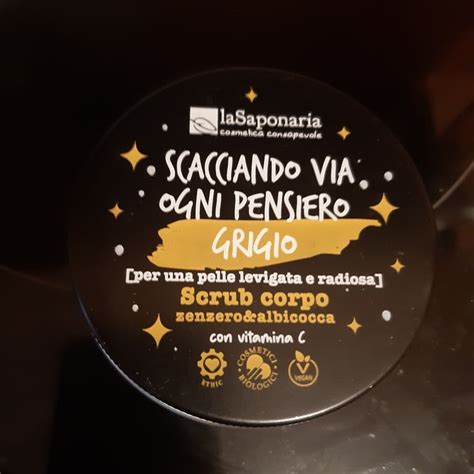 laSaponaria
cosmetica consapevole
SCACCIANDO VIA
OGNI PENSIERO
GRIGIO
[per una pelle levigata e radiosa]
Scrub corpo
zenzero&albicocca
con vitamina C
ETHIC
COSMETICI BIOLOGICI
VEGAN